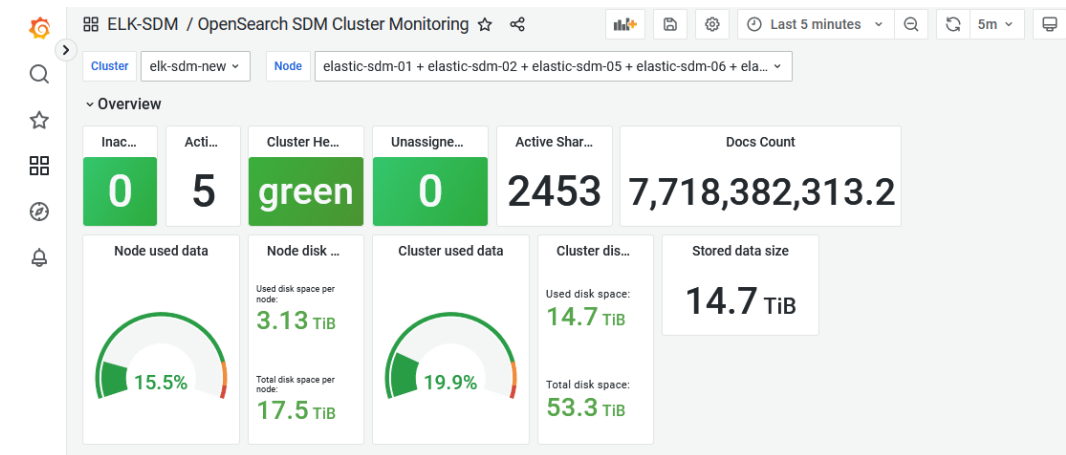 ELK-SDM / OpenSearch SDM Cluster Monitoring
Last 5 minutes
5m
Cluster
elk-sdm-new
Node
elastic-sdm-01 + elastic-sdm-02 + elastic-sdm-05 + elastic-sdm-06 + ela...
Overview
Inac...
Acti...
Cluster He...
Unassigne...
Active Shar...
Docs Count
0
5
green
0
2453
7,718,382,313.2
Node used data
Node disk ...
Cluster used data
Cluster dis...
Stored data size
15.5%
Used disk space per
node:
3.13 TiB
Total disk space per
node:
17.5 TiB
19.9%
Used disk space:
14.7 TiB
Total disk space:
53.3 TiB
14.7 TiB